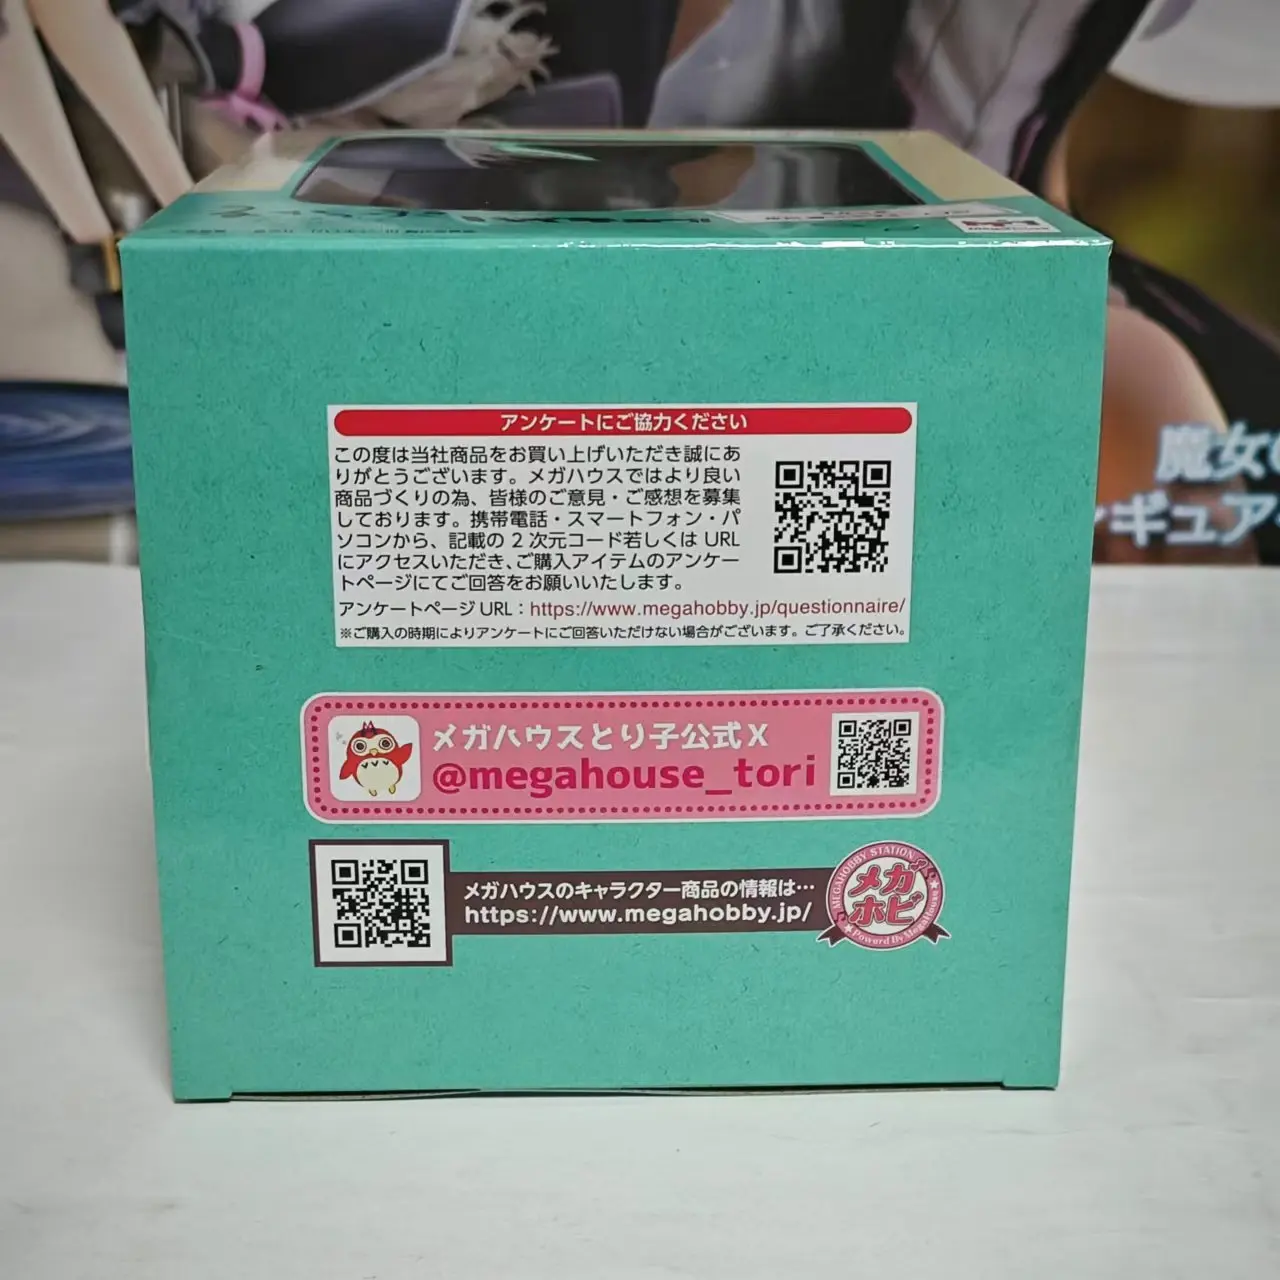 MegaHouse
魔女の
ギュア
アンケートにご協力ください
この度は当社商品をお買い上げいただき誠にあ
りがとうございます。メガハウスではより良い
商品づくりの為、皆様のご意見・ご感想を募集
しております。携帯電話・スマートフォン・パ
ソコンから、記載の 2 次元コード若しくは URL
にアクセスいただき、ご購入アイテムのアンケー
トページにてご回答をお願いいたします。
アンケートページ URL：https://www.megahobby.jp/questionnaire/
※ご購入の時期によりアンケートにご回答いただけない場合がございます。ご了承ください。
メガハウスとり子公式X
@megahouse_tori
メガハウスのキャラクター商品の情報は…
https://www.megahobby.jp/
MEGAHOBBY STATION
メガ
ホビ
Powerd By MegaHouse